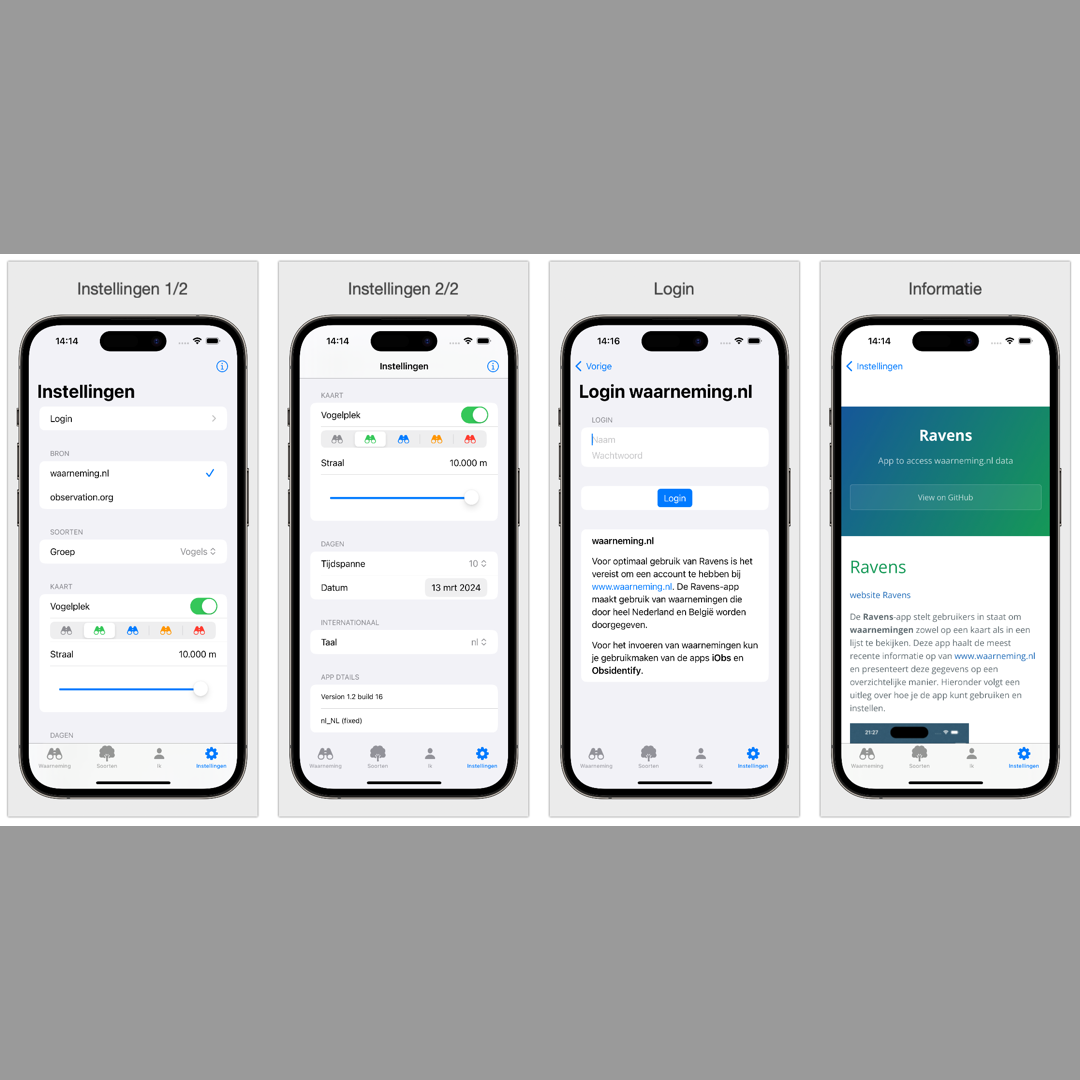 Instellingen 1/2
14:14
Instellingen
Login
BRON
waarneming.nl
observation.org
SOORTEN
Groep Vogels
KAART
Vogelplek
Straal 10.000 m
DAGEN
Waarneming Soorten Ik Instellingen
Instellingen 2/2
14:14
Instellingen
KAART
Vogelplek
Straal 10.000 m
DAGEN
Tijdspanne 10
Datum 13 mrt 2024
INTERNATIONAAL
Taal nl
APP DTAILS
Version 1.2 build 16
nl_NL (fixed)
Waarneming Soorten Ik Instellingen
Login
14:16
Vorige
Login waarneming.nl
LOGIN
Naam
Wachtwoord
Login
waarneming.nl
Voor optimaal gebruik van Ravens is het
vereist om een account te hebben bij
www.waarneming.nl. De Ravens-app
maakt gebruik van waarnemingen die
door heel Nederland en België worden
doorgegeven.
Voor het invoeren van waarnemingen kun
je gebruikmaken van de apps iObs en
Obsidentify.
Waarneming Soorten Ik Instellingen
Informatie
14:14
Instellingen
Ravens
App to access waarneming.nl data
View on GitHub
Ravens
website Ravens
De Ravens-app stelt gebruikers in staat om
waarnemingen zowel op een kaart als in een
lijst te bekijken. Deze app haalt de meest
recente informatie op van www.waarneming.nl
en presenteert deze gegevens op een
overzichtelijke manier. Hieronder volgt een
uitleg over hoe je de app kunt gebruiken en
instellen.
21:27
Waarneming Soorten Ik Instellingen